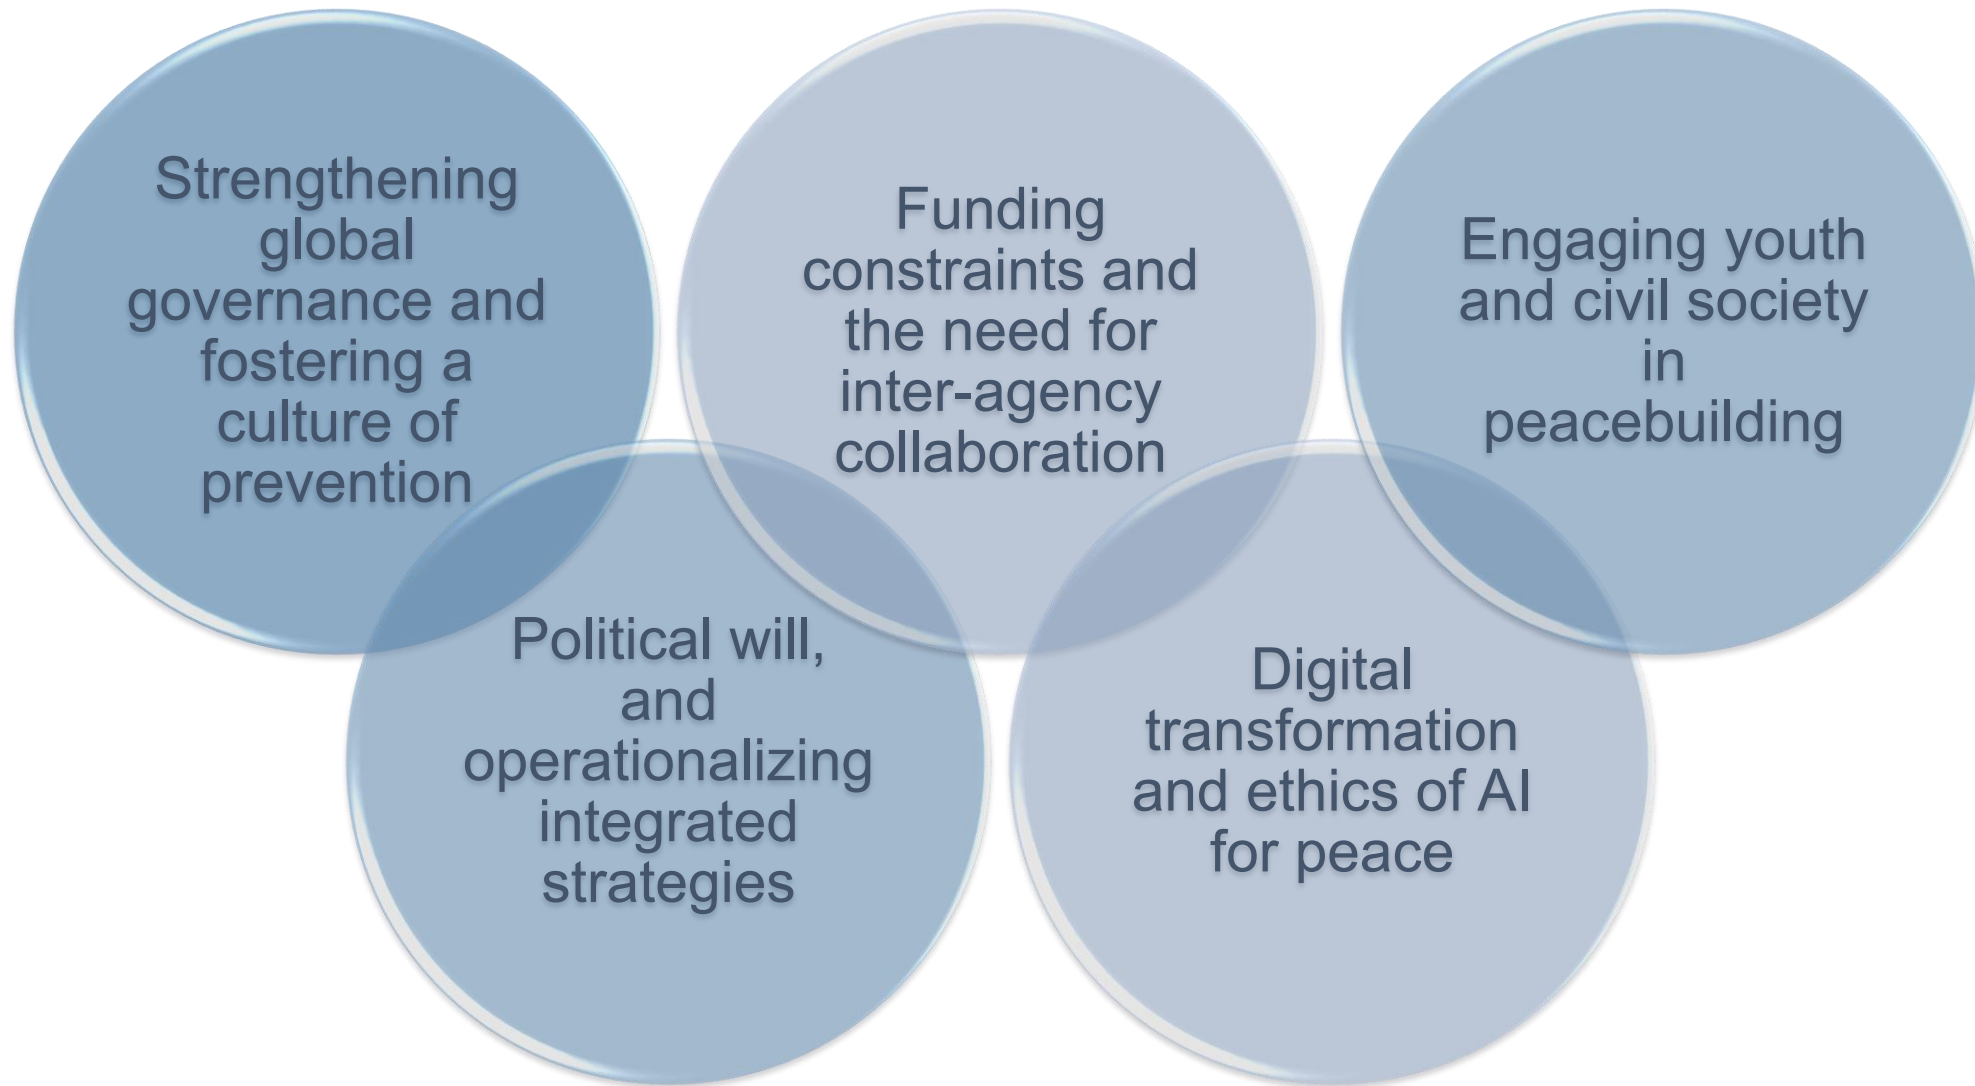 Strengthening
global
governance and
fostering a
culture of
prevention
Political will,
and
operationalizing
integrated
strategies
Funding
constraints and
the need for
inter-agency
collaboration
Digital
transformation
and ethics of AI
for peace
Engaging youth
and civil society
in
peacebuilding